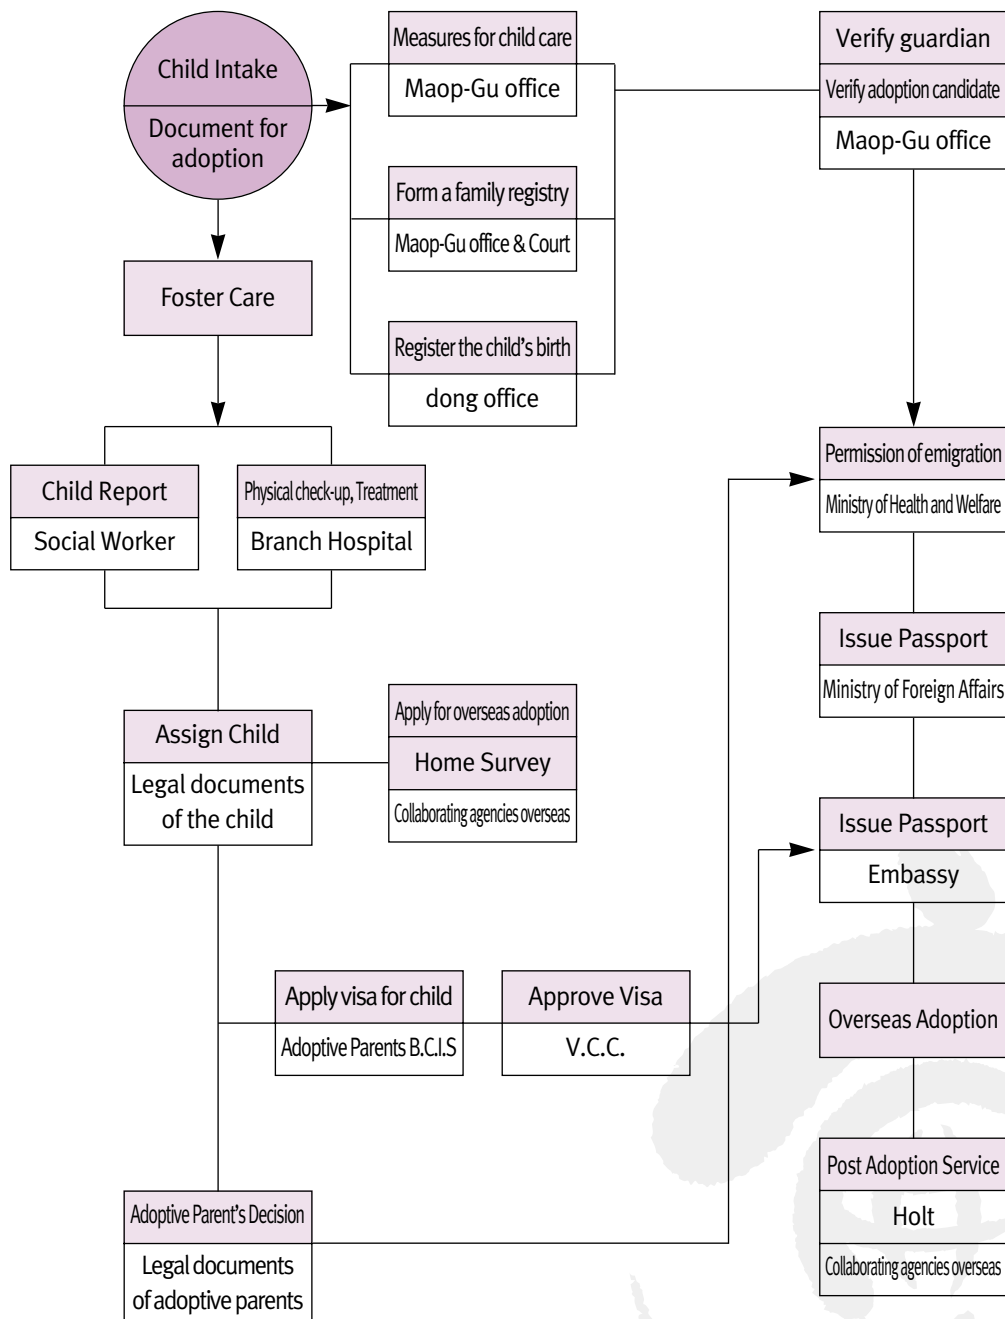 Child Intake
Document for
adoption
Measures for child care
Maop-Gu office
Verify guardian
Verify adoption candidate
Maop-Gu office
Form a family registry
Maop-Gu office & Court
Foster Care
Register the child's birth
dong office
Child Report
Social Worker
Physical check-up, Treatment
Branch Hospital
Permission of emigration
Ministry of Health and Welfare
Issue Passport
Ministry of Foreign Affairs
Assign Child
Legal documents
of the child
Apply for overseas adoption
Home Survey
Collaborating agencies overseas
Issue Passport
Embassy
Apply visa for child
Adoptive Parents B.C.I.S
Approve Visa
V.C.C.
Overseas Adoption
Post Adoption Service
Holt
Collaborating agencies overseas
Adoptive Parent's Decision
Legal documents
of adoptive parents